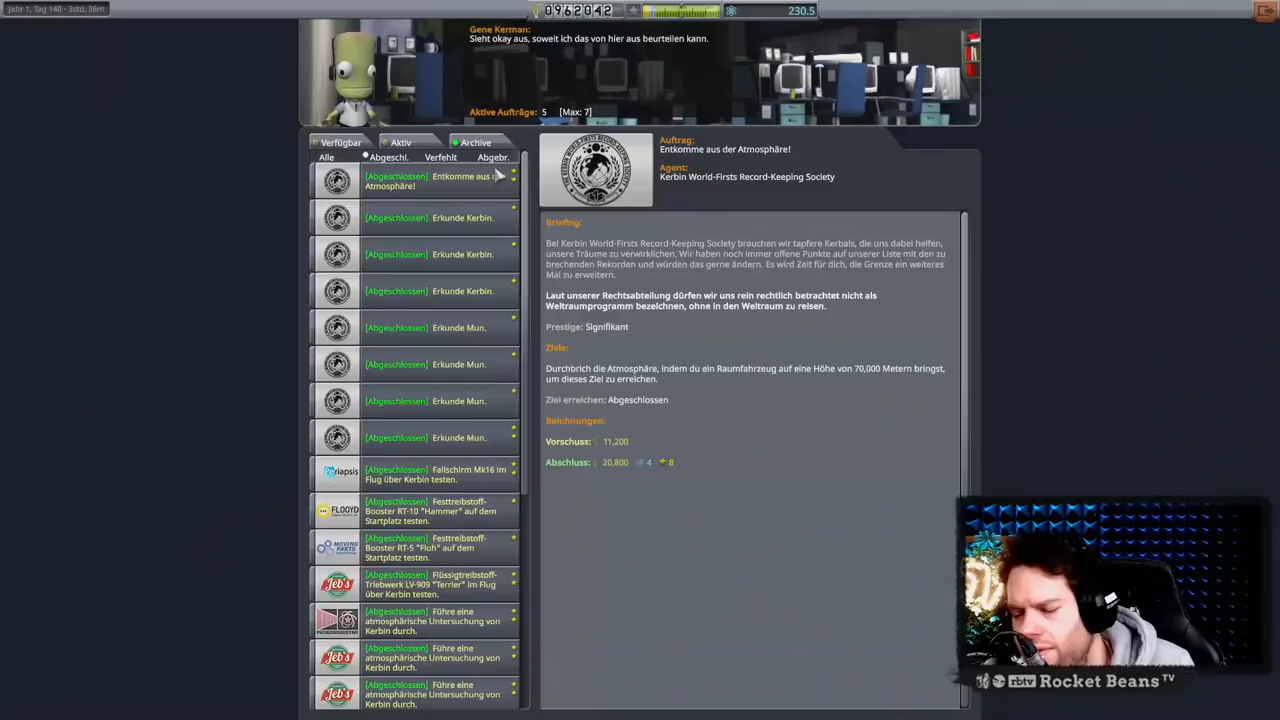 Jahr 1, Tag 140 - 3std, 36m
0962042
230.5
Gene Kerman:
Sieht okay aus, soweit ich das von hier aus beurteilen kann.
Aktive Aufträge: 5 [Max: 7]
Verfügbar
Aktiv
Archive
Alle
Abgeschl.
Verfehlt
Abgebr.
[Abgeschlossen] Entkomme aus
Atmosphäre!
[Abgeschlossen] Erkunde Kerbin.
[Abgeschlossen] Erkunde Kerbin.
[Abgeschlossen] Erkunde Kerbin.
[Abgeschlossen] Erkunde Mun.
[Abgeschlossen] Erkunde Mun.
[Abgeschlossen] Erkunde Mun.
[Abgeschlossen] Erkunde Mun.
Periapsis
[Abgeschlossen] Fallschirm Mk16 im
Flug über Kerbin testen.
FLOOYD
[Abgeschlossen] Festtreibstoff-
Booster RT-10 "Hammer" auf dem
Startplatz testen.
MOVING
PARTS
[Abgeschlossen] Festtreibstoff-
Booster RT-5 "Floh" auf dem
Startplatz testen.
Jeb's
[Abgeschlossen] Flüssigtreibstoff-
Triebwerk LV-909 "Terrier" im Flug
über Kerbin testen.
PROBODOBODYNE
[Abgeschlossen] Führe eine
atmosphärische Untersuchung von
Kerbin durch.
Jeb's
[Abgeschlossen] Führe eine
atmosphärische Untersuchung von
Kerbin durch.
Jeb's
[Abgeschlossen] Führe eine
atmosphärische Untersuchung von
Kerbin durch.
Auftrag:
Entkomme aus der Atmosphäre!
Agent:
Kerbin World-Firsts Record-Keeping Society
Briefing:
Bei Kerbin World-Firsts Record-Keeping Society brauchen wir tapfere Kerbals, die uns dabei helfen,
unsere Träume zu verwirklichen. Wir haben noch immer offene Punkte auf unserer Liste mit den zu
brechenden Rekorden und würden das gerne ändern. Es wird Zeit für dich, die Grenze ein weiteres
Mal zu erweitern.
Laut unserer Rechtsabteilung dürfen wir uns rein rechtlich betrachtet nicht als
Weltraumprogramm bezeichnen, ohne in den Weltraum zu reisen.
Prestige: Signifikant
Ziele:
Durchbrich die Atmosphäre, indem du ein Raumfahrzeug auf eine Höhe von 70,000 Metern bringst,
um dieses Ziel zu erreichen.
Ziel erreichen: Abgeschlossen
Belohnungen:
Vorschuss: 11,200
Abschluss: 20,800 4 8
rbtv Rocket Beans TV